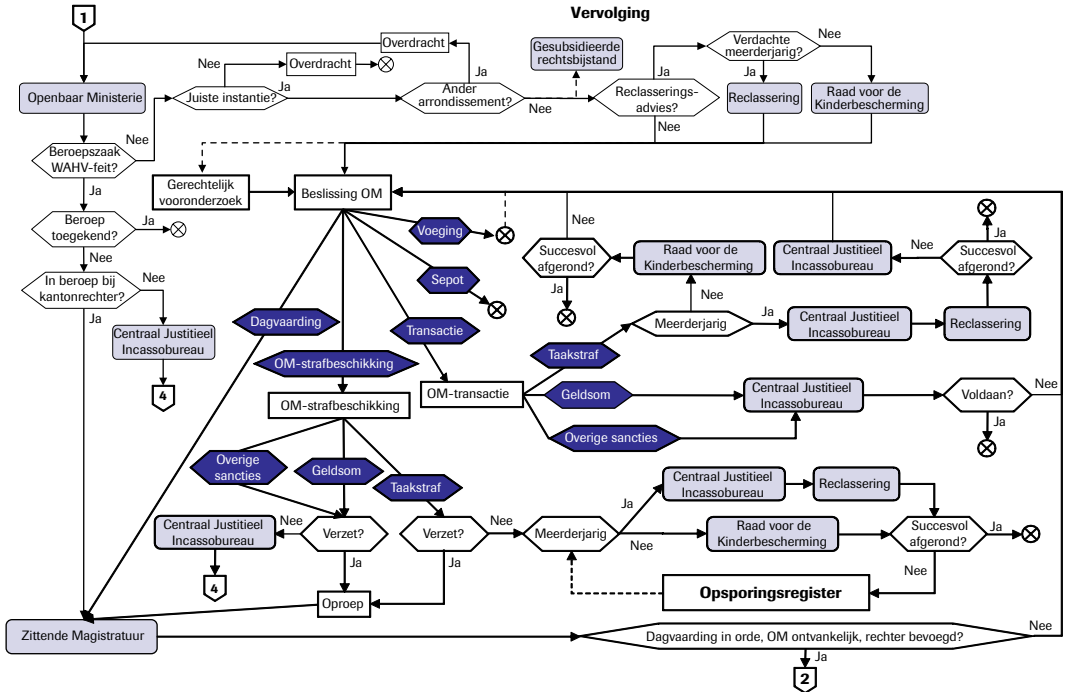 Vervolging
1
Overdracht
Nee
Overdracht
Ja
Ja
Openbaar Ministerie
Juiste instantie?
Ander
arrondissement?
Nee
Gesubsidieerde
rechtsbijstand
Ja
Reclasserings-
advies?
Nee
Verdachte
meerderjarig?
Nee
Ja
Reclassering
Raad voor de
Kinderbescherming
Nee
Beroepszaak
WAHV-feit?
Ja
Gerechtelijk
vooronderzoek
Beslissing OM
Beroep
toegekend?
Ja
Nee
In beroep bij
kantonrechter?
Nee
Ja
Centraal Justitieel
Incassobureau
4
Voeging
Sepot
Dagvaarding
Transactie
OM-strafbeschikking
OM-strafbeschikking
OM-transactie
Nee
Succesvol
afgerond?
Ja
Raad voor de
Kinderbescherming
Nee
Meerderjarig
Ja
Centraal Justitieel
Incassobureau
Nee
Ja
Succesvol
afgerond?
Centraal Justitieel
Incassobureau
Reclassering
Taakstraf
Geldsom
Centraal Justitieel
Incassobureau
Voldaan?
Nee
Ja
Overige sancties
Overige
sancties
Geldsom
Taakstraf
Centraal Justitieel
Incassobureau
Nee
Verzet?
Ja
4
Verzet?
Nee
Ja
Meerderjarig
Ja
Nee
Centraal Justitieel
Incassobureau
Reclassering
Raad voor de
Kinderbescherming
Succesvol
afgerond?
Ja
Nee
Oproep
Opsporingsregister
Zittende Magistratuur
Dagvaarding in orde, OM ontvankelijk, rechter bevoegd?
Nee
Ja
2